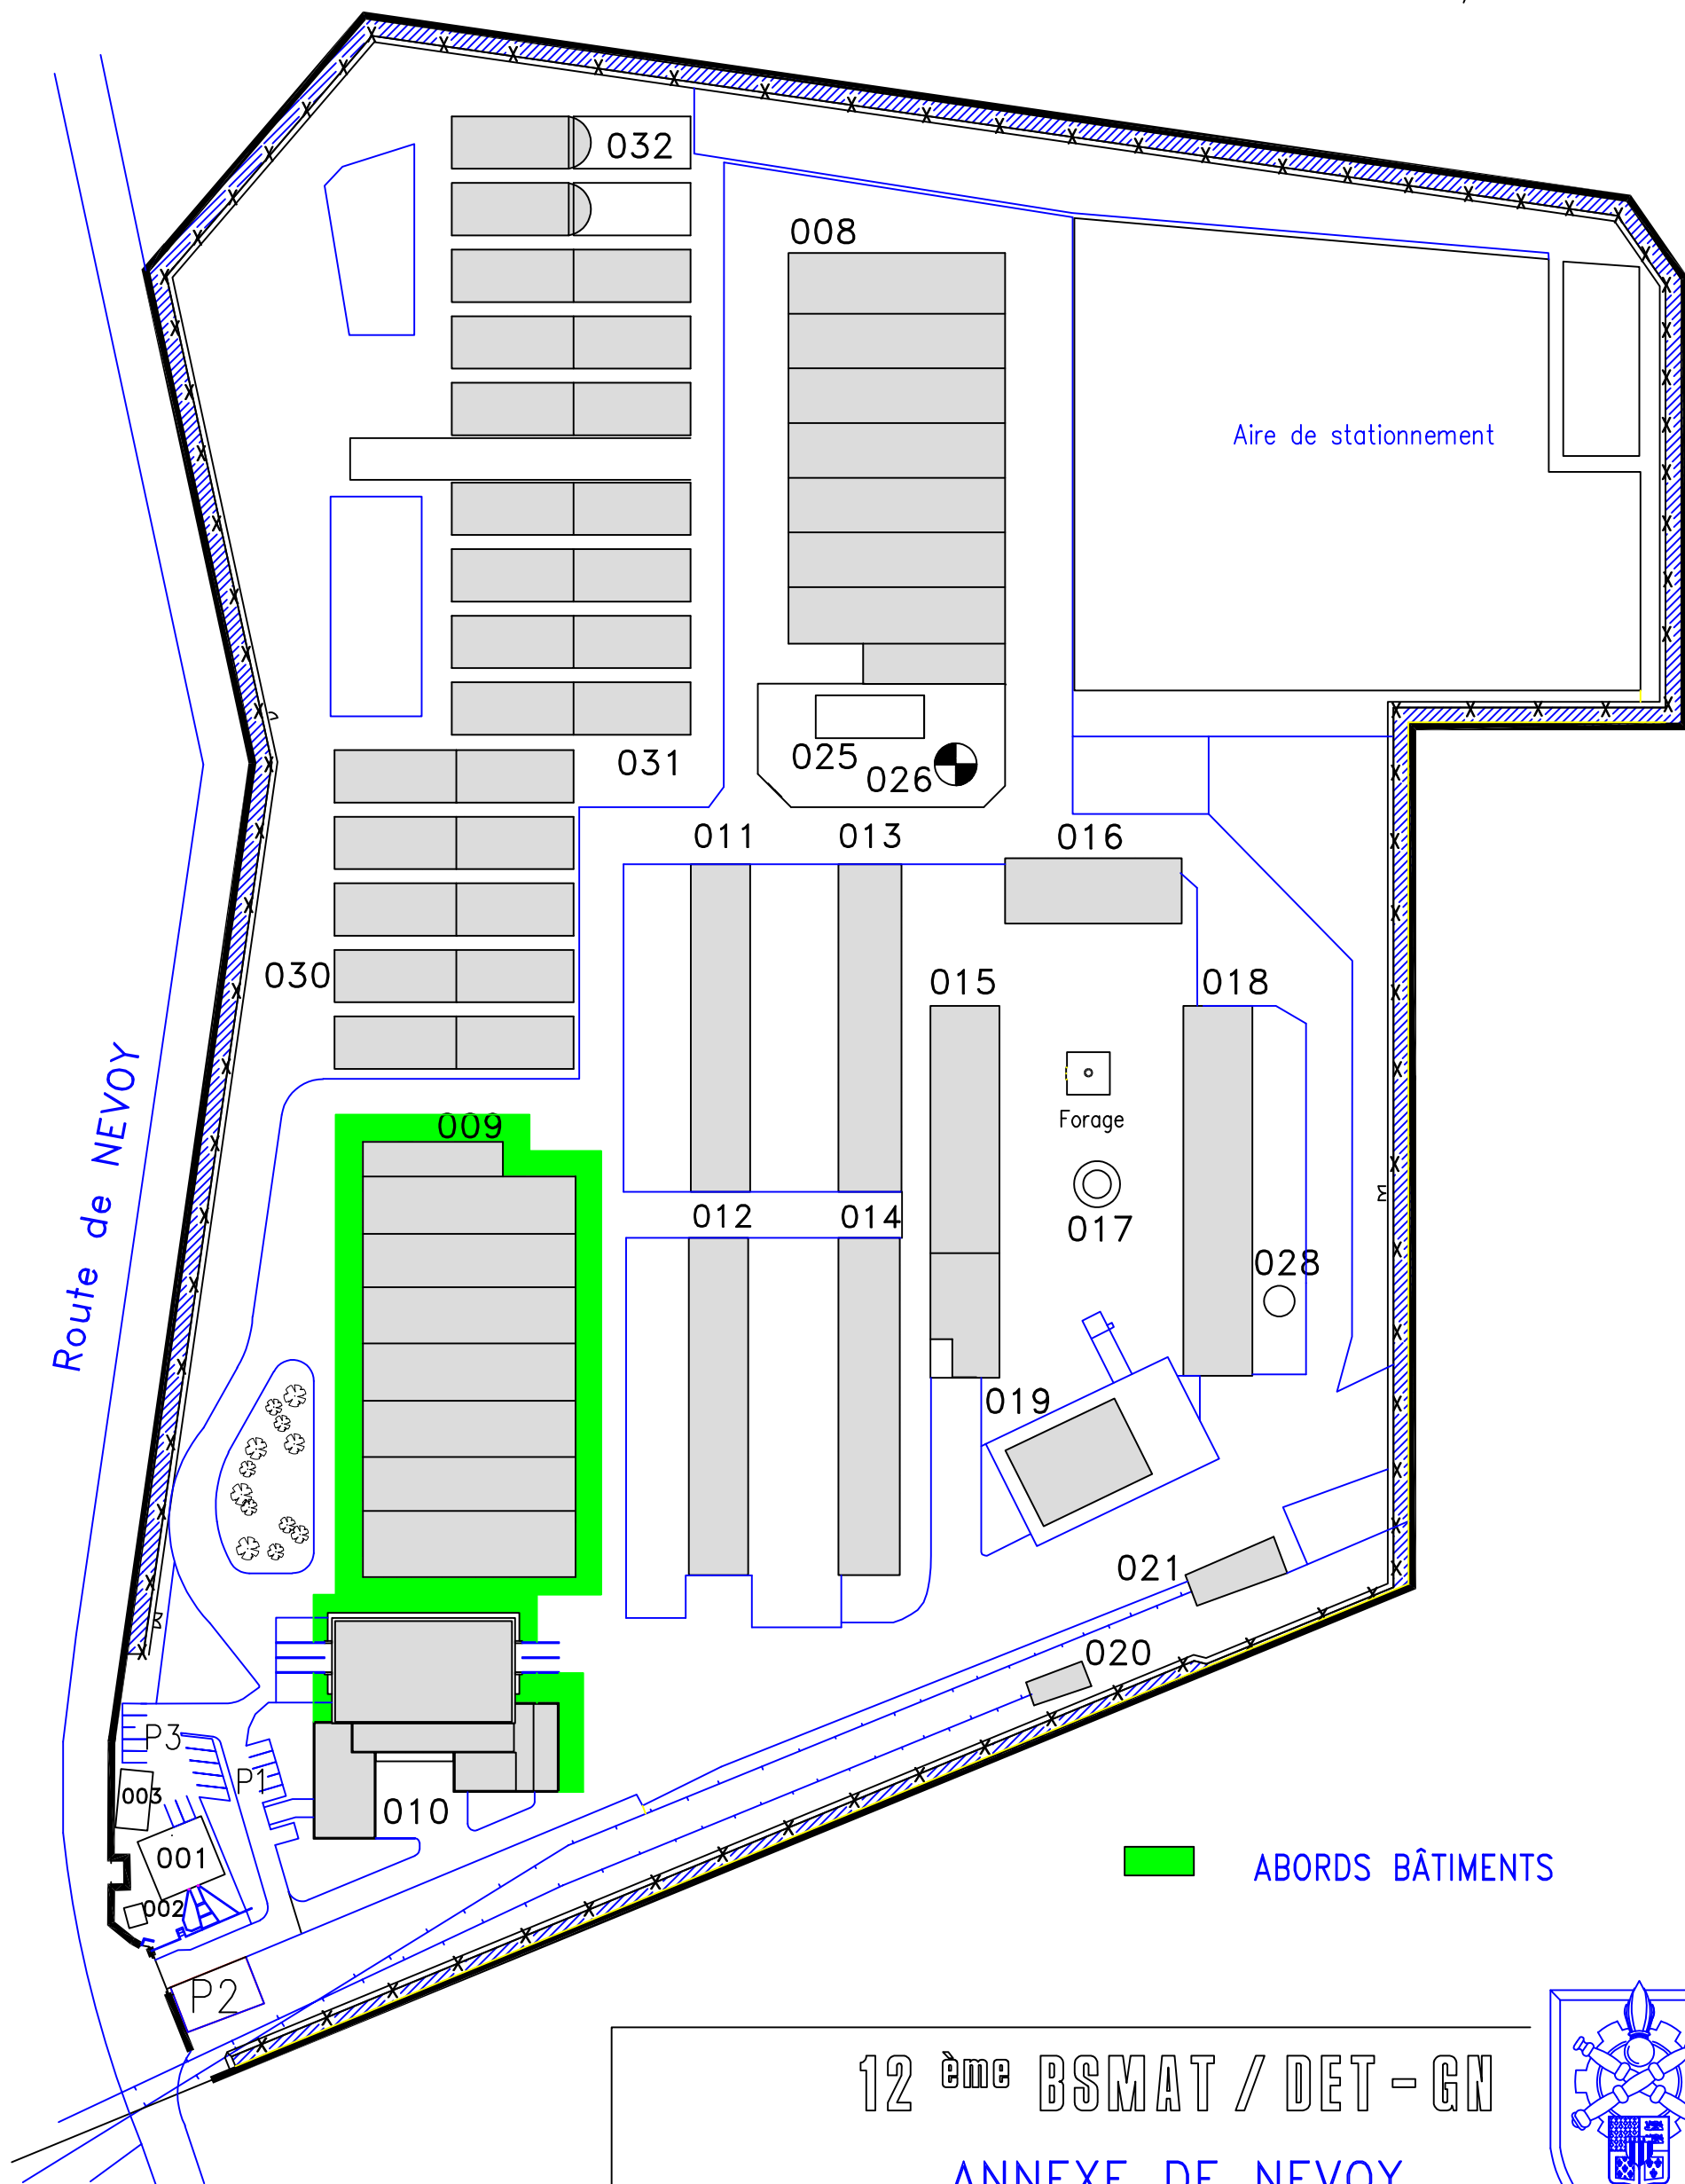 032
008
Aire de stationnement
025
026
031
011
013
016
030
015
018
Forage
009
012
014
017
028
Route de NEVOY
019
021
020
P3
P1
003
010
001
002
P2
ABORDS BÂTIMENTS
12 ème BSMAT / DET - GN
ANNEXE DE NEVOY